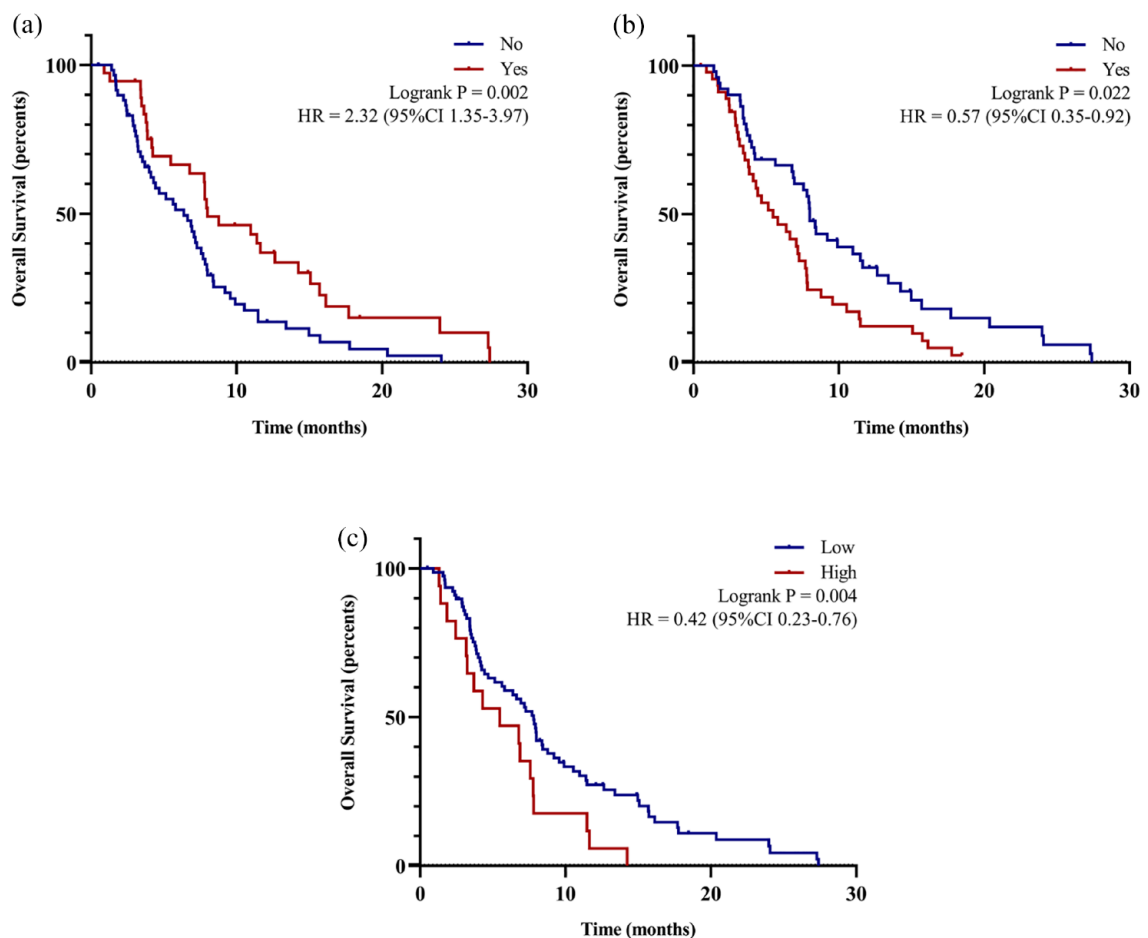 (a)
No
Yes
Logrank P = 0.002
HR = 2.32 (95%CI 1.35-3.97)
Overall Survival (percents)
100
50
0
0 10 20 30
Time (months)
(b)
No
Yes
Logrank P = 0.022
HR = 0.57 (95%CI 0.35-0.92)
Overall Survival (percents)
100
50
0
0 10 20 30
Time (months)
(c)
Low
High
Logrank P = 0.004
HR = 0.42 (95%CI 0.23-0.76)
Overall Survival (percents)
100
50
0
0 10 20 30
Time (months)